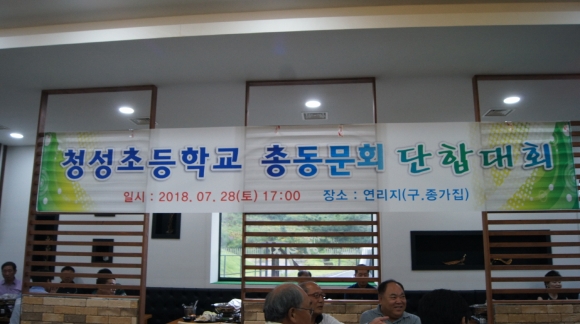 청성초등학교 총동문회 단합대회
일시 : 2018. 07. 28(토) 17:00 장소 : 연리지(구.종가집)